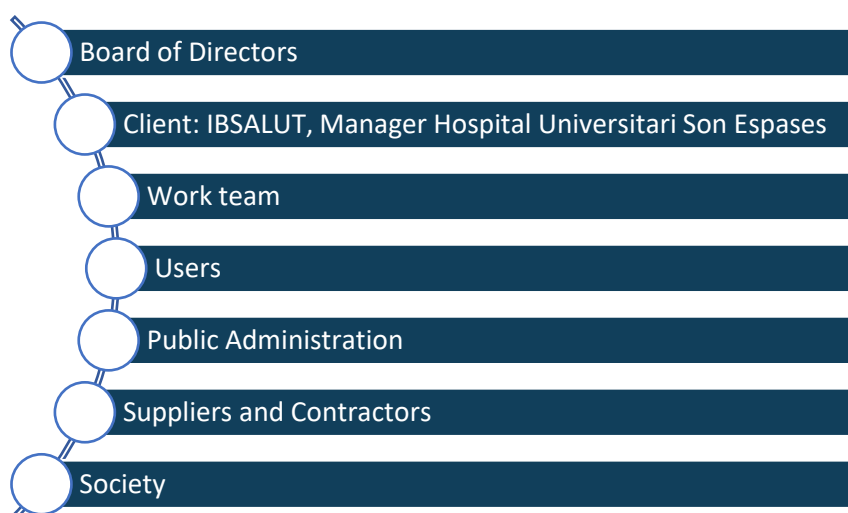 Board of Directors
Client: IBSALUT, Manager Hospital Universitari Son Espases
Work team
Users
Public Administration
Suppliers and Contractors
Society